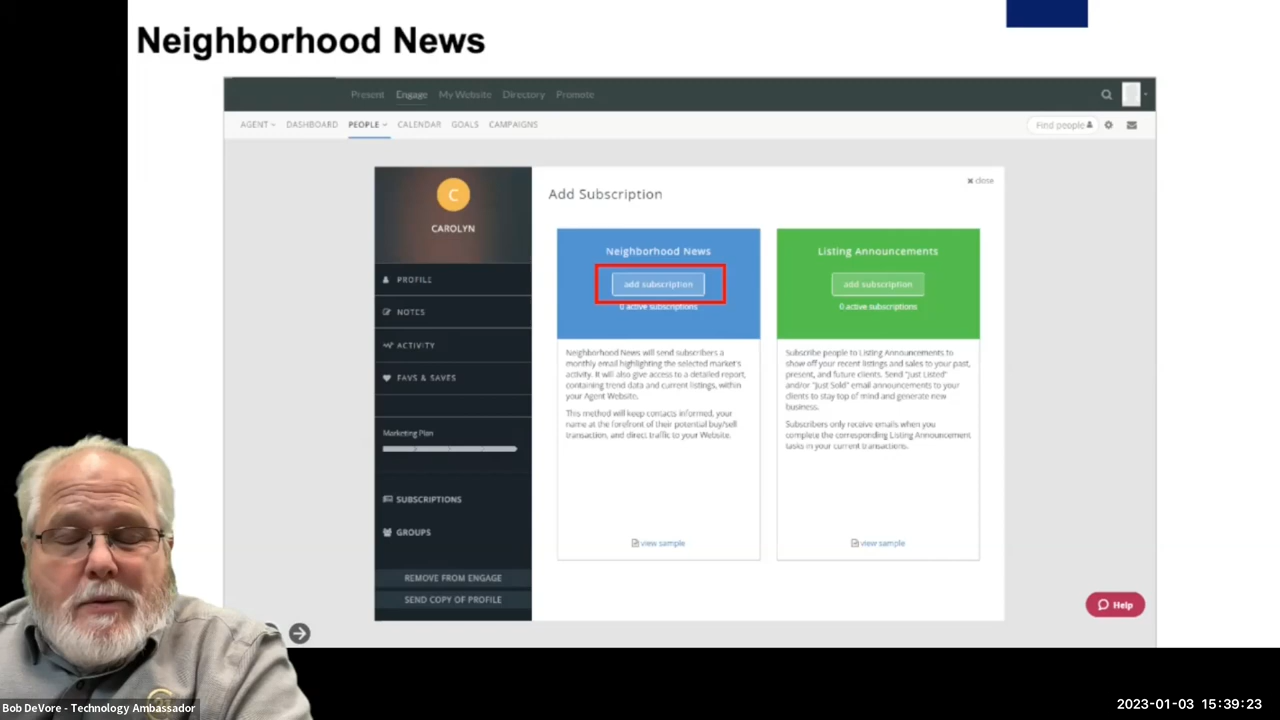 Neighborhood News
Present Engage My Website Directory Promote
AGENT DASHBOARD PEOPLE CALENDAR GOALS CAMPAIGNS
Find people
close
Add Subscription
C
CAROLYN
PROFILE
NOTES
ACTIVITY
FAVS & SAVES
Marketing Plan
SUBSCRIPTIONS
GROUPS
REMOVE FROM ENGAGE
SEND COPY OF PROFILE
Neighborhood News
add subscription
0 active subscriptions
Neighborhood News will send subscribers a
monthly email highlighting the selected market's
activity. It will also give access to a detailed report,
containing trend data and current listings, within
your Agent Website.
This method will keep contacts informed, your
name at the forefront of their potential buy/sell
transaction, and direct traffic to your Website.
view sample
Listing Announcements
add subscription
0 active subscriptions
Subscribe people to Listing Announcements to
show off your recent listings and sales to your past,
present, and future clients. Send "Just Listed"
and/or "Just Sold" email announcements to your
clients to stay top of mind and generate new
business.
Subscribers only receive emails when you
complete the corresponding Listing Announcement
tasks in your current transactions.
view sample
Help
Bob DeVore - Technology Ambassador
2023-01-03 15:39:23